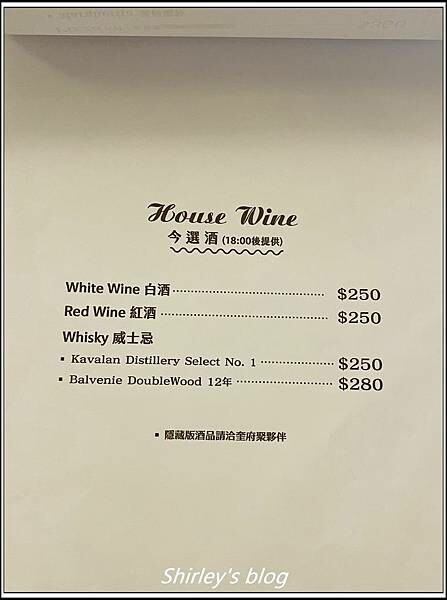 House Wine
今選酒 (18:00後提供)
White Wine 白酒 $250
Red Wine 紅酒 $250
Whisky 威士忌
▪ Kavalan Distillery Select No. 1 $250
▪ Balvenie DoubleWood 12年 $280
▪ 隱藏版酒品請洽奎府聚夥伴
Shirley's blog